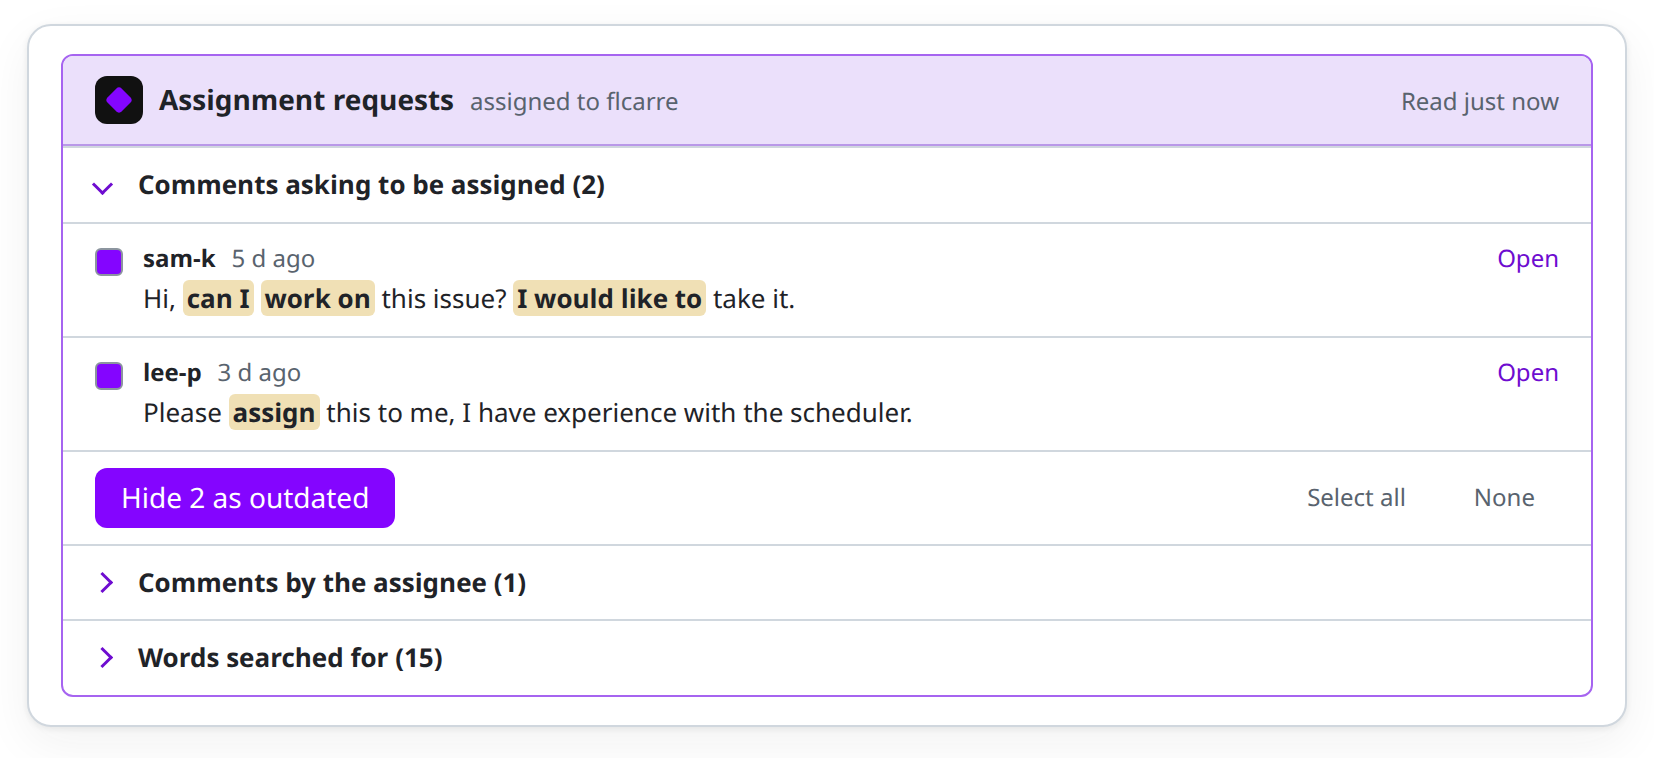 Assignment requests assigned to flcarre Read just now
Comments asking to be assigned (2)
sam-k 5 d ago Open
Hi, can I work on this issue? I would like to take it.
lee-p 3 d ago Open
Please assign this to me, I have experience with the scheduler.
Hide 2 as outdated Select all None
Comments by the assignee (1)
Words searched for (15)